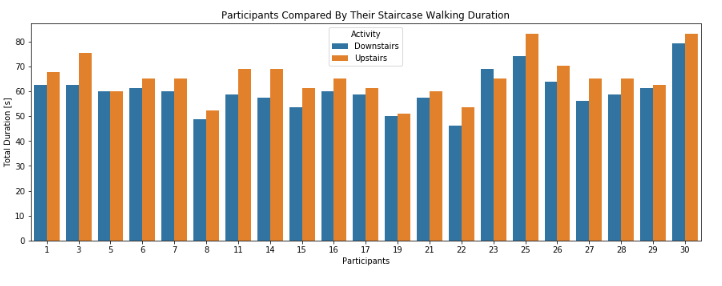 Participants Compared By Their Staircase Walking Duration
Activity
Downstairs
Upstairs
Total Duration [s]
80
70
60
50
40
30
20
10
0
1 3 5 6 7 8 11 14 15 16 17 19 21 22 23 25 26 27 28 29 30
Participants